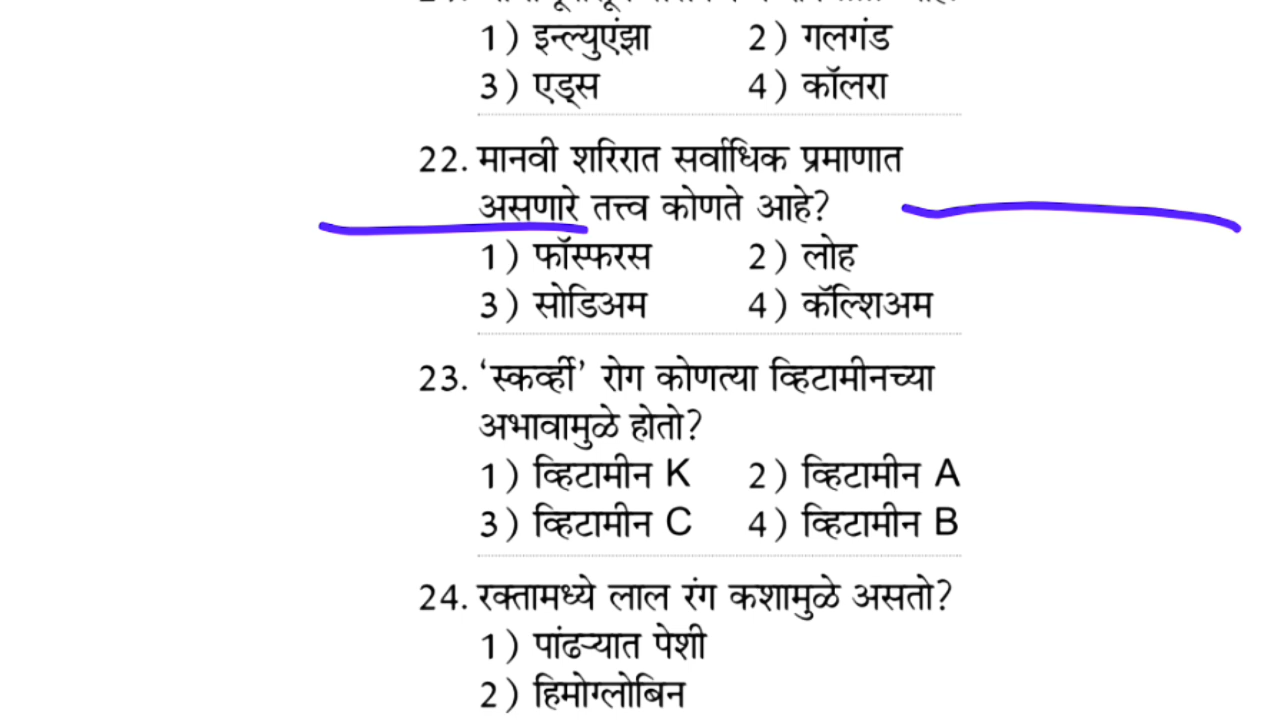 1) इन्ल्युएंझा 2) गलगंड
3) एड्स 4) कॉलरा
22. मानवी शरिरात सर्वाधिक प्रमाणात
असणारे तत्त्व कोणते आहे?
1) फॉस्फरस 2) लोह
3) सोडिअम 4) कॅल्शिअम
23. ‘स्कर्व्ही’ रोग कोणत्या व्हिटामीनच्या
अभावामुळे होतो?
1) व्हिटामीन K 2) व्हिटामीन A
3) व्हिटामीन C 4) व्हिटामीन B
24. रक्तामध्ये लाल रंग कशामुळे असतो?
1) पांढऱ्यात पेशी
2) हिमोग्लोबिन